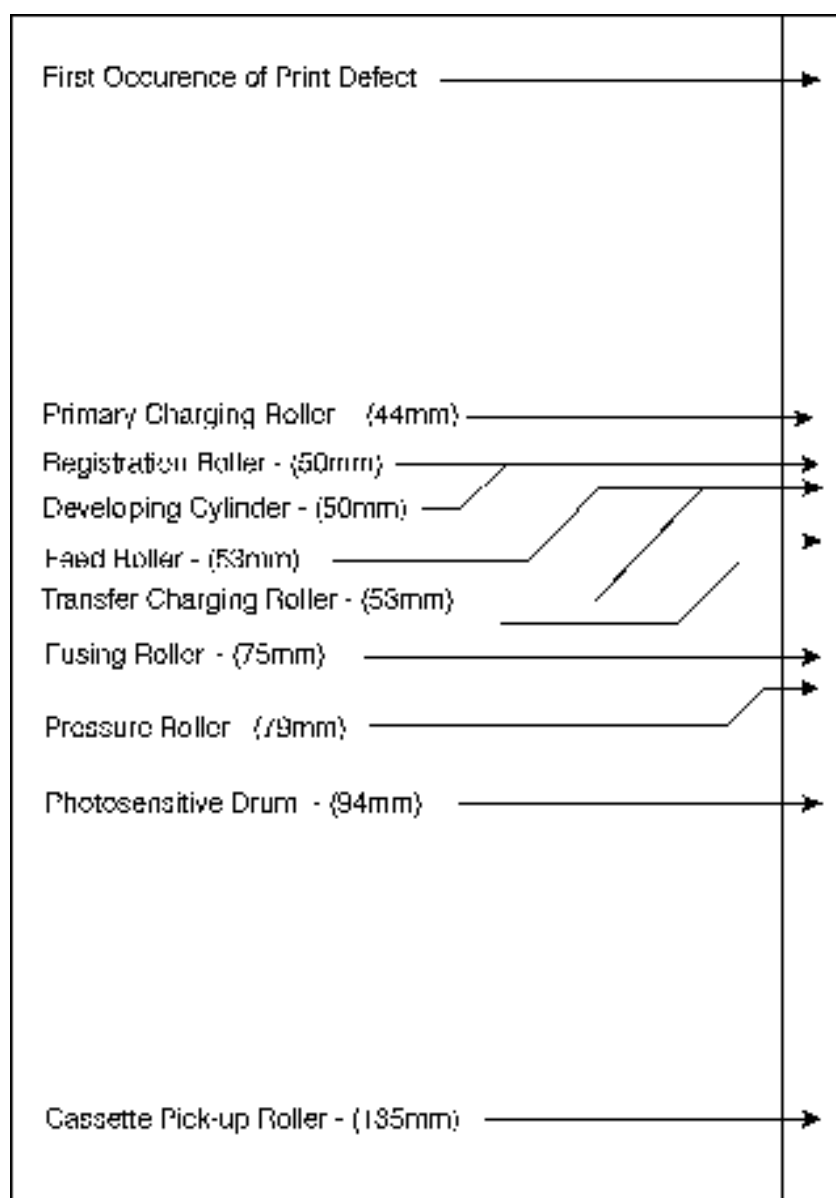 First Occurence of Print Defect
Primary Charging Roller (44mm)
Registration Roller - (50mm)
Developing Cylinder - (50mm)
Feed Roller - (53mm)
Transfer Charging Roller - (53mm)
Fusing Roller - (75mm)
Pressure Roller (79mm)
Photosensitive Drum - (94mm)
Cassette Pick-up Roller - (135mm)